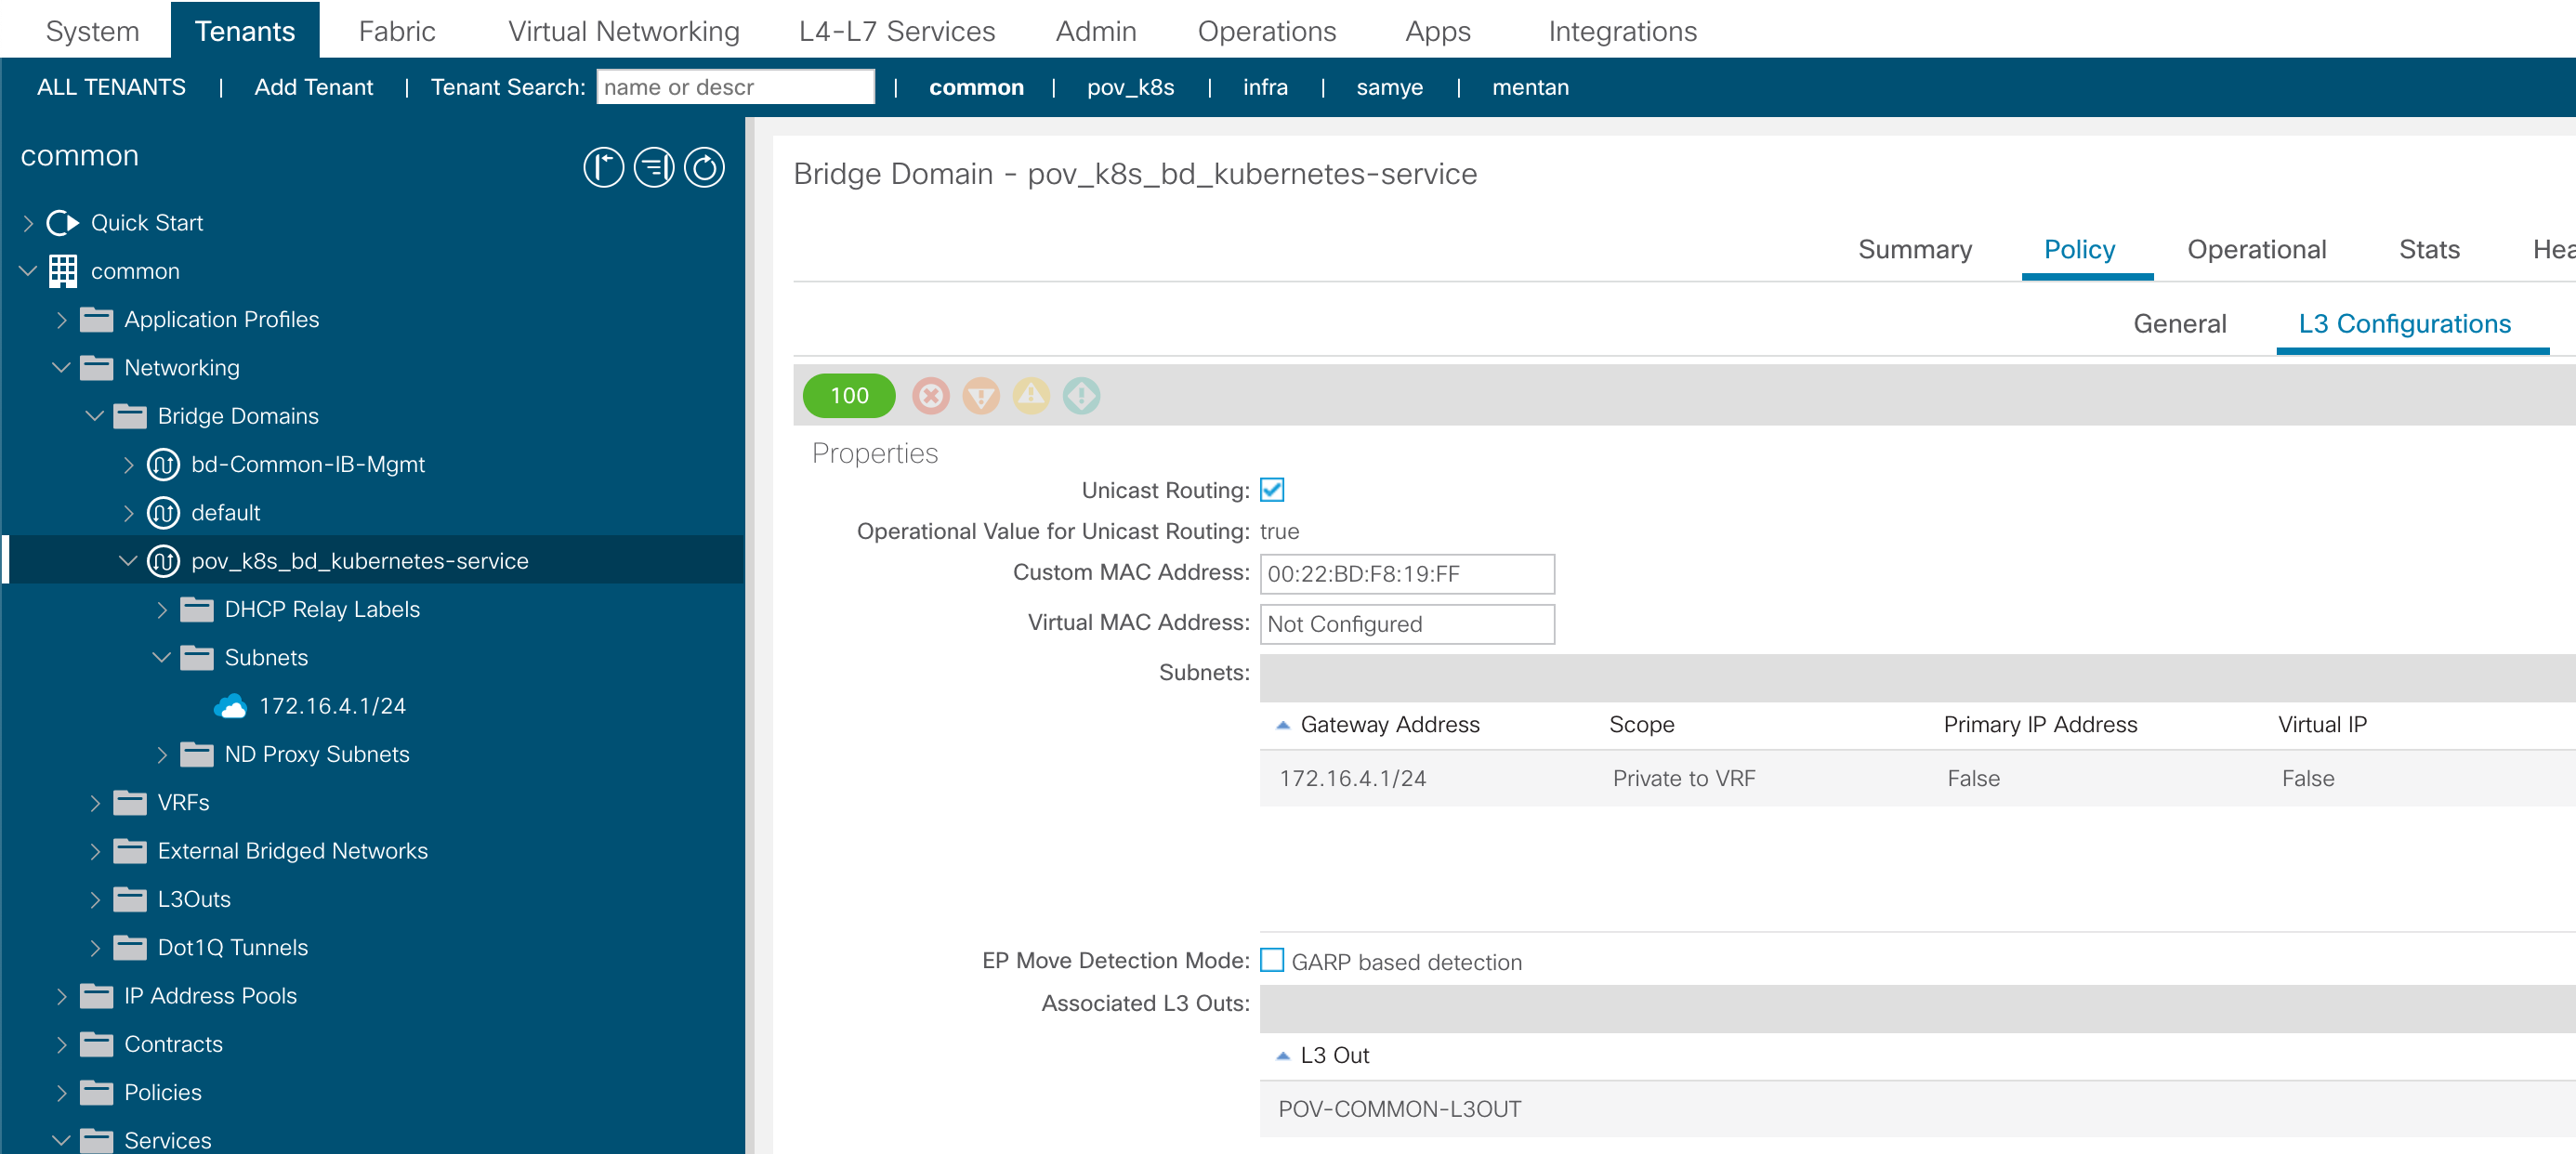 System Tenants Fabric Virtual Networking L4-L7 Services Admin Operations Apps Integrations
ALL TENANTS | Add Tenant | Tenant Search: name or descr | common | pov_k8s | infra | samye | mentan
common
Quick Start
common
Application Profiles
Networking
Bridge Domains
bd-Common-IB-Mgmt
default
pov_k8s_bd_kubernetes-service
DHCP Relay Labels
Subnets
172.16.4.1/24
ND Proxy Subnets
VRFs
External Bridged Networks
L3Outs
Dot1Q Tunnels
IP Address Pools
Contracts
Policies
Services
Bridge Domain - pov_k8s_bd_kubernetes-service
Summary Policy Operational Stats Hea
General L3 Configurations
100
Properties
Unicast Routing:
Operational Value for Unicast Routing: true
Custom MAC Address: 00:22:BD:F8:19:FF
Virtual MAC Address: Not Configured
Subnets:
Gateway Address Scope Primary IP Address Virtual IP
172.16.4.1/24 Private to VRF False False
EP Move Detection Mode: GARP based detection
Associated L3 Outs:
L3 Out
POV-COMMON-L3OUT